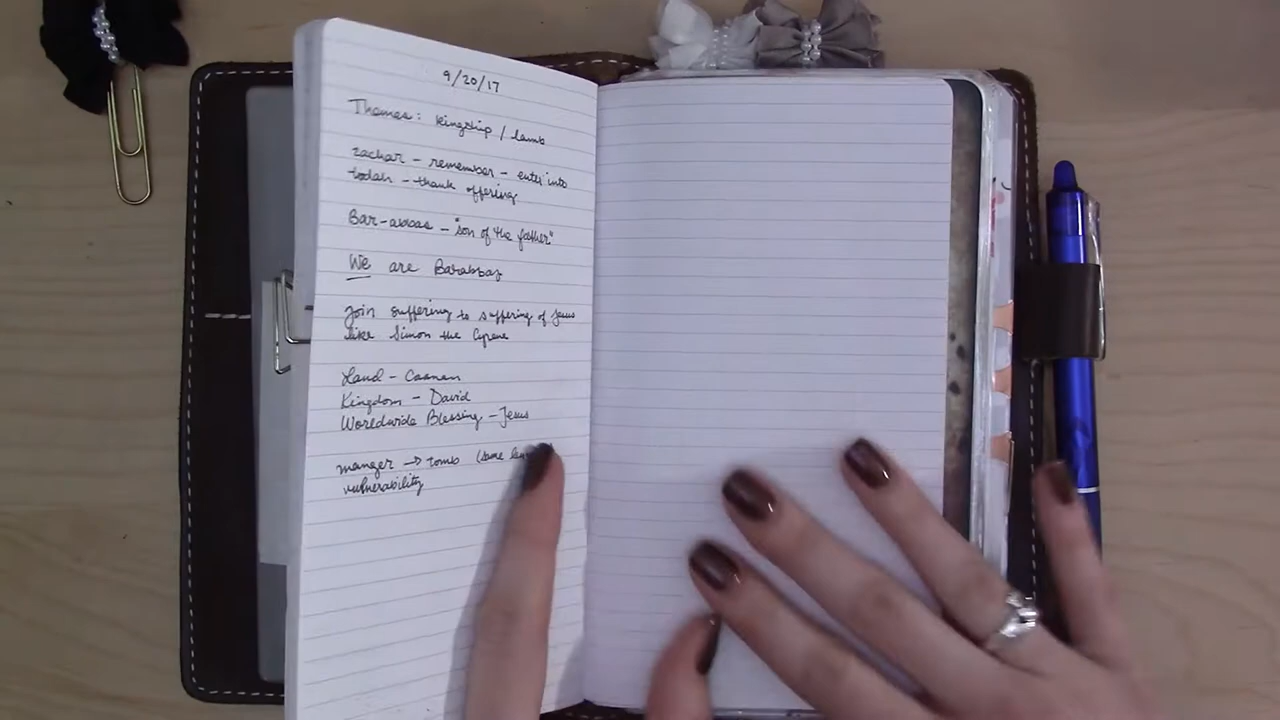 9/20/17
Themes: kingship / lamb
zachar - remember - enter into
todah - thank offering
Bar-abbas - "son of the father"
We are Barabbas
Join suffering to suffering of Jesus
like Simon the Cyrene
Land - Canaan
Kingdom - David
Worldwide Blessing - Jesus
manger → tomb (same
vulnerability